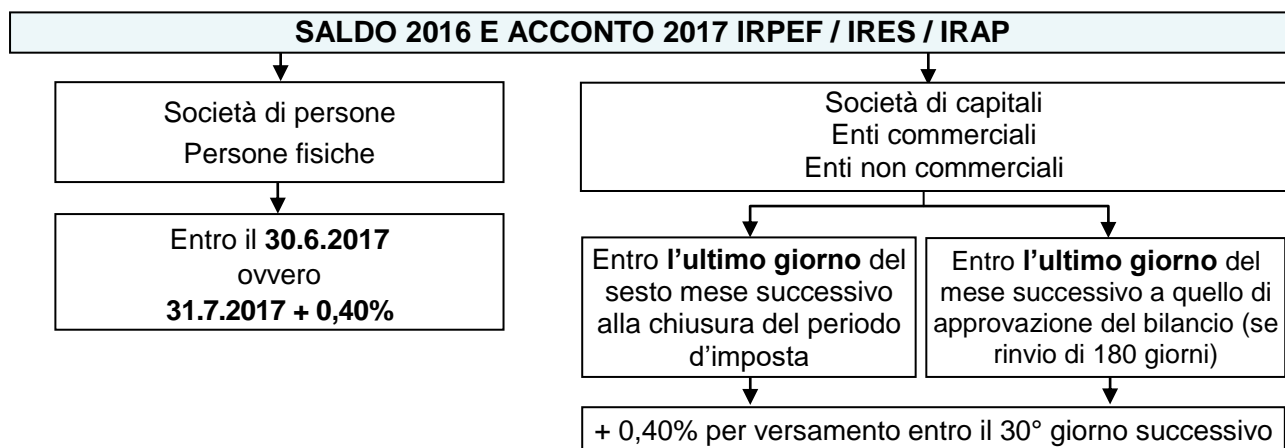 SALDO 2016 E ACCONTO 2017 IRPEF / IRES / IRAP
Società di persone
Persone fisiche
Società di capitali
Enti commerciali
Enti non commerciali
Entro il 30.6.2017
ovvero
31.7.2017 + 0,40%
Entro l’ultimo giorno del
sesto mese successivo
alla chiusura del periodo
d’imposta
Entro l’ultimo giorno del
mese successivo a quello di
approvazione del bilancio (se
rinvio di 180 giorni)
+ 0,40% per versamento entro il 30° giorno successivo